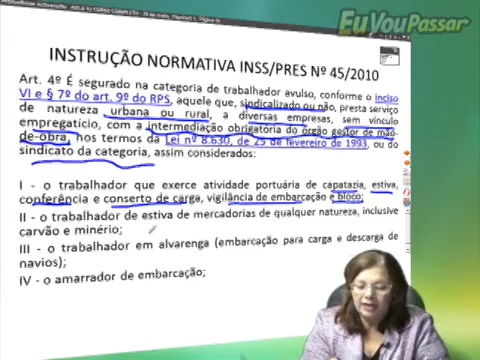 EuVouPassar
INSTRUÇÃO NORMATIVA INSS/PRES Nº 45/2010
Art. 4º É segurado na categoria de trabalhador avulso, conforme o inciso
VI e § 7º do art. 9º do RPS, aquele que, sindicalizado ou não, presta serviço
de natureza urbana ou rural, a diversas empresas, sem vínculo
empregatício, com a intermediação obrigatória do órgão gestor de mão-
de-obra, nos termos da Lei nº 8.630, de 25 de fevereiro de 1993, ou do
sindicato da categoria, assim considerados:
I - o trabalhador que exerce atividade portuária de capatazia, estiva,
conferência e conserto de carga, vigilância de embarcação e bloco;
II - o trabalhador de estiva de mercadorias de qualquer natureza, inclusive
carvão e minério;
III - o trabalhador em alvarenga (embarcação para carga e descarga de
navios);
IV - o amarrador de embarcação;